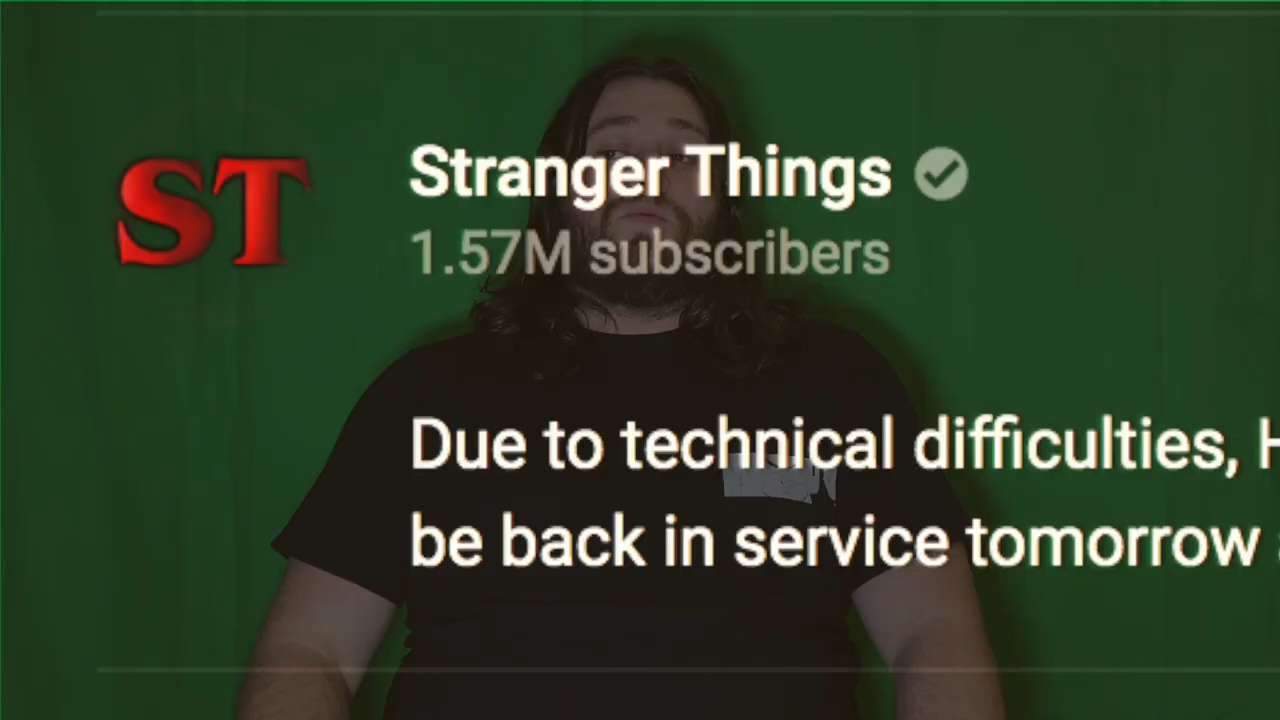 ST
Stranger Things
1.57M subscribers
Due to technical difficulties, H
be back in service tomorrow